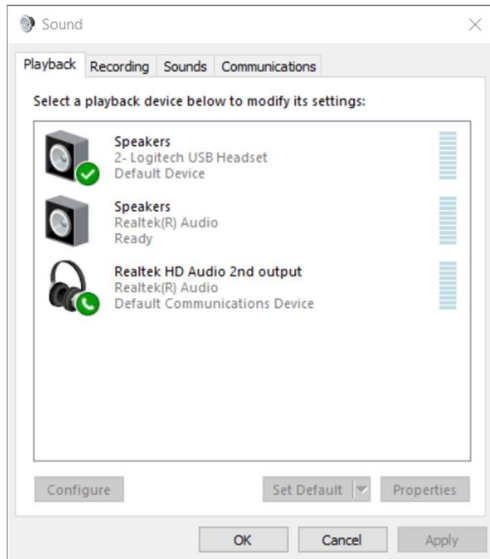 Sound
Playback Recording Sounds Communications
Select a playback device below to modify its settings:
Speakers
2- Logitech USB Headset
Default Device
Speakers
Realtek(R) Audio
Ready
Realtek HD Audio 2nd output
Realtek(R) Audio
Default Communications Device
Configure Set Default Properties
OK Cancel Apply